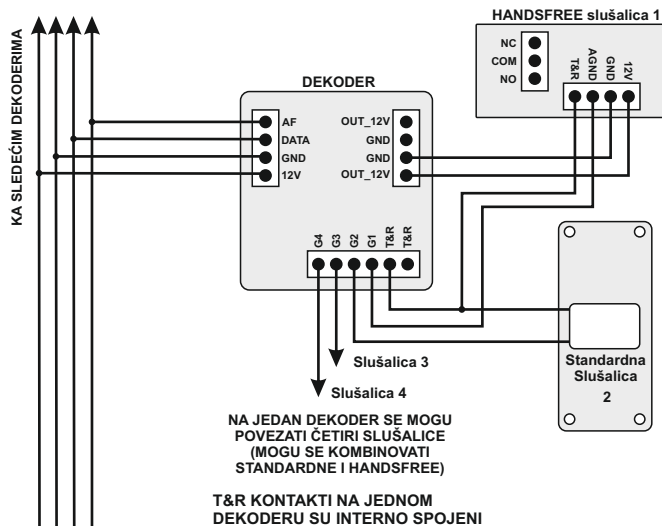 HANDSFREE slušalica 1
NC
COM
NO
T&R
AGND
GND
12V
KA SLEDEĆIM DEKODERIMA
DEKODER
AF
DATA
GND
12V
OUT_12V
GND
GND
OUT_12V
G4
G3
G2
G1
T&R
T&R
Slušalica 3
Slušalica 4
Standardna
Slušalica
2
NA JEDAN DEKODER SE MOGU
POVEZATI ČETIRI SLUŠALICE
(MOGU SE KOMBINOVATI
STANDARDNE I HANDSFREE)
T&R KONTAKTI NA JEDNOM
DEKODERU SU INTERNO SPOJENI